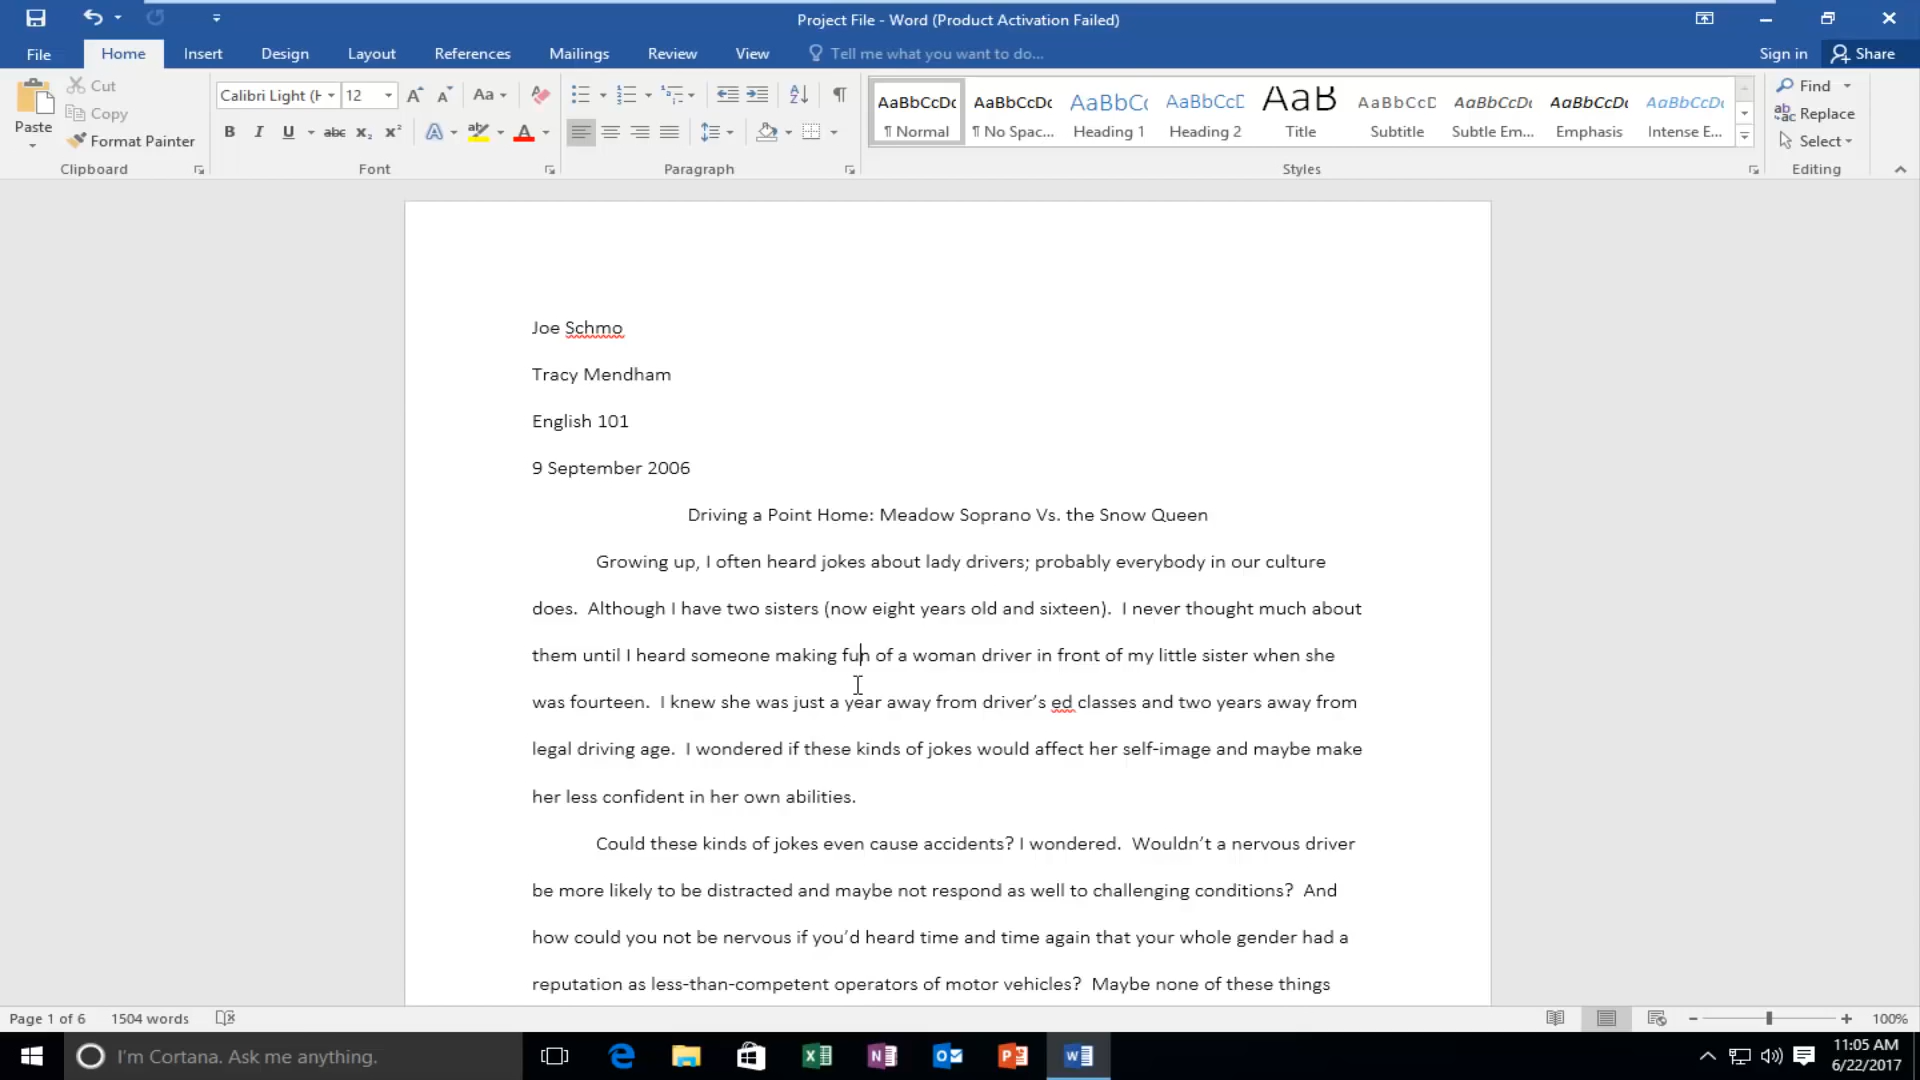 Project File - Word (Product Activation Failed)
File Home Insert Design Layout References Mailings Review View Tell me what you want to do... Sign in Share
Paste
Cut
Copy
Format Painter
Clipboard
Calibri Light (H 12
Font
Paragraph
AaBbCcDc AaBbCcDc AaBbC( AaBbCcD AaB AaBbCcD AaBbCcDc AaBbCcDc AaBbCcDc
¶ Normal ¶ No Spac... Heading 1 Heading 2 Title Subtitle Subtle Em... Emphasis Intense E...
Styles
Find
Replace
Select
Editing
Joe Schmo
Tracy Mendham
English 101
9 September 2006
Driving a Point Home: Meadow Soprano Vs. the Snow Queen
Growing up, I often heard jokes about lady drivers; probably everybody in our culture
does.  Although I have two sisters (now eight years old and sixteen).  I never thought much about
them until I heard someone making fun of a woman driver in front of my little sister when she
was fourteen.  I knew she was just a year away from driver’s ed classes and two years away from
legal driving age.  I wondered if these kinds of jokes would affect her self-image and maybe make
her less confident in her own abilities.
Could these kinds of jokes even cause accidents? I wondered.  Wouldn’t a nervous driver
be more likely to be distracted and maybe not respond as well to challenging conditions?  And
how could you not be nervous if you’d heard time and time again that your whole gender had a
reputation as less-than-competent operators of motor vehicles?  Maybe none of these things
Page 1 of 6 1504 words 100%
I'm Cortana. Ask me anything.
11:05 AM
6/22/2017